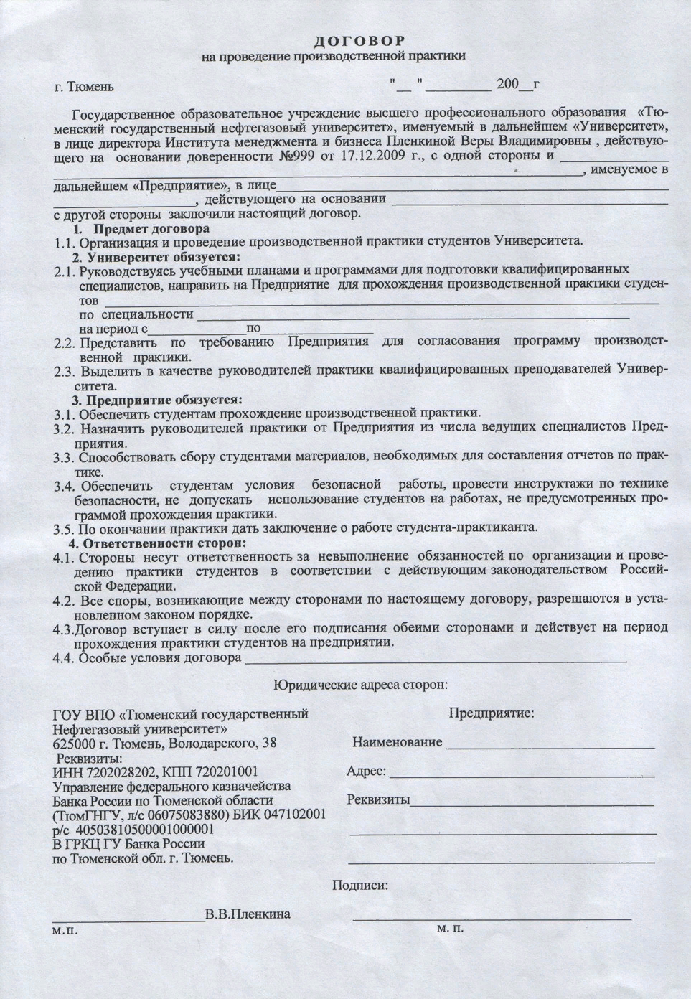 ДОГОВОР
на проведение производственной практики
г. Тюмень "__ " _________ 200__г
Государственное образовательное учреждение высшего профессионального образования «Тю-
менский государственный нефтегазовый университет», именуемый в дальнейшем «Университет»,
в лице директора Института менеджмента и бизнеса Пленкиной Веры Владимировны , действую-
щего на основании доверенности №999 от 17.12.2009 г., с одной стороны и _______________
_______________________________________________, именуемое в
дальнейшем «Предприятие», в лице_______________________________________________
____________________, действующего на основании _______________________________
с другой стороны заключили настоящий договор.
1. Предмет договора
1.1. Организация и проведение производственной практики студентов Университета.
2. Университет обязуется:
2.1. Руководствуясь учебными планами и программами для подготовки квалифицированных
специалистов, направить на Предприятие для прохождения производственной практики студен-
тов _______________________________________________
по специальности _______________________________________________
на период с______________по________________
2.2. Представить по требованию Предприятия для согласования программу производст-
венной практики.
2.3. Выделить в качестве руководителей практики квалифицированных преподавателей Универ-
ситета.
3. Предприятие обязуется:
3.1. Обеспечить студентам прохождение производственной практики.
3.2. Назначить руководителей практики от Предприятия из числа ведущих специалистов Пред-
приятия.
3.3. Способствовать сбору студентами материалов, необходимых для составления отчетов по прак-
тике.
3.4. Обеспечить студентам условия безопасной работы, провести инструктажи по технике
безопасности, не допускать использование студентов на работах, не предусмотренных про-
граммой прохождения практики.
3.5. По окончании практики дать заключение о работе студента-практиканта.
4. Ответственности сторон:
4.1. Стороны несут ответственность за невыполнение обязанностей по организации и прове-
дению практики студентов в соответствии с действующим законодательством Россий-
ской Федерации.
4.2. Все споры, возникающие между сторонами по настоящему договору, разрешаются в уста-
новленном законом порядке.
4.3.Договор вступает в силу после его подписания обеими сторонами и действует на период
прохождения практики студентов на предприятии.
4.4. Особые условия договора _______________________________________________
Юридические адреса сторон:
ГОУ ВПО «Тюменский государственный
Нефтегазовый университет»
625000 г. Тюмень, Володарского, 38
Реквизиты:
ИНН 7202028202, КПП 720201001
Управление федерального казначейства
Банка России по Тюменской области
(ТюмГНГУ, л/с 06075083880) БИК 047102001
р/с 40503810500001000001
В ГРКЦ ГУ Банка России
по Тюменской обл. г. Тюмень.
Предприятие:
Наименование _____________________________
Адрес: _____________________________________
Реквизиты__________________________________
___________________________________________
___________________________________________
Подписи:
_____________________В.В.Пленкина _______________________________________
м.п. м. п.